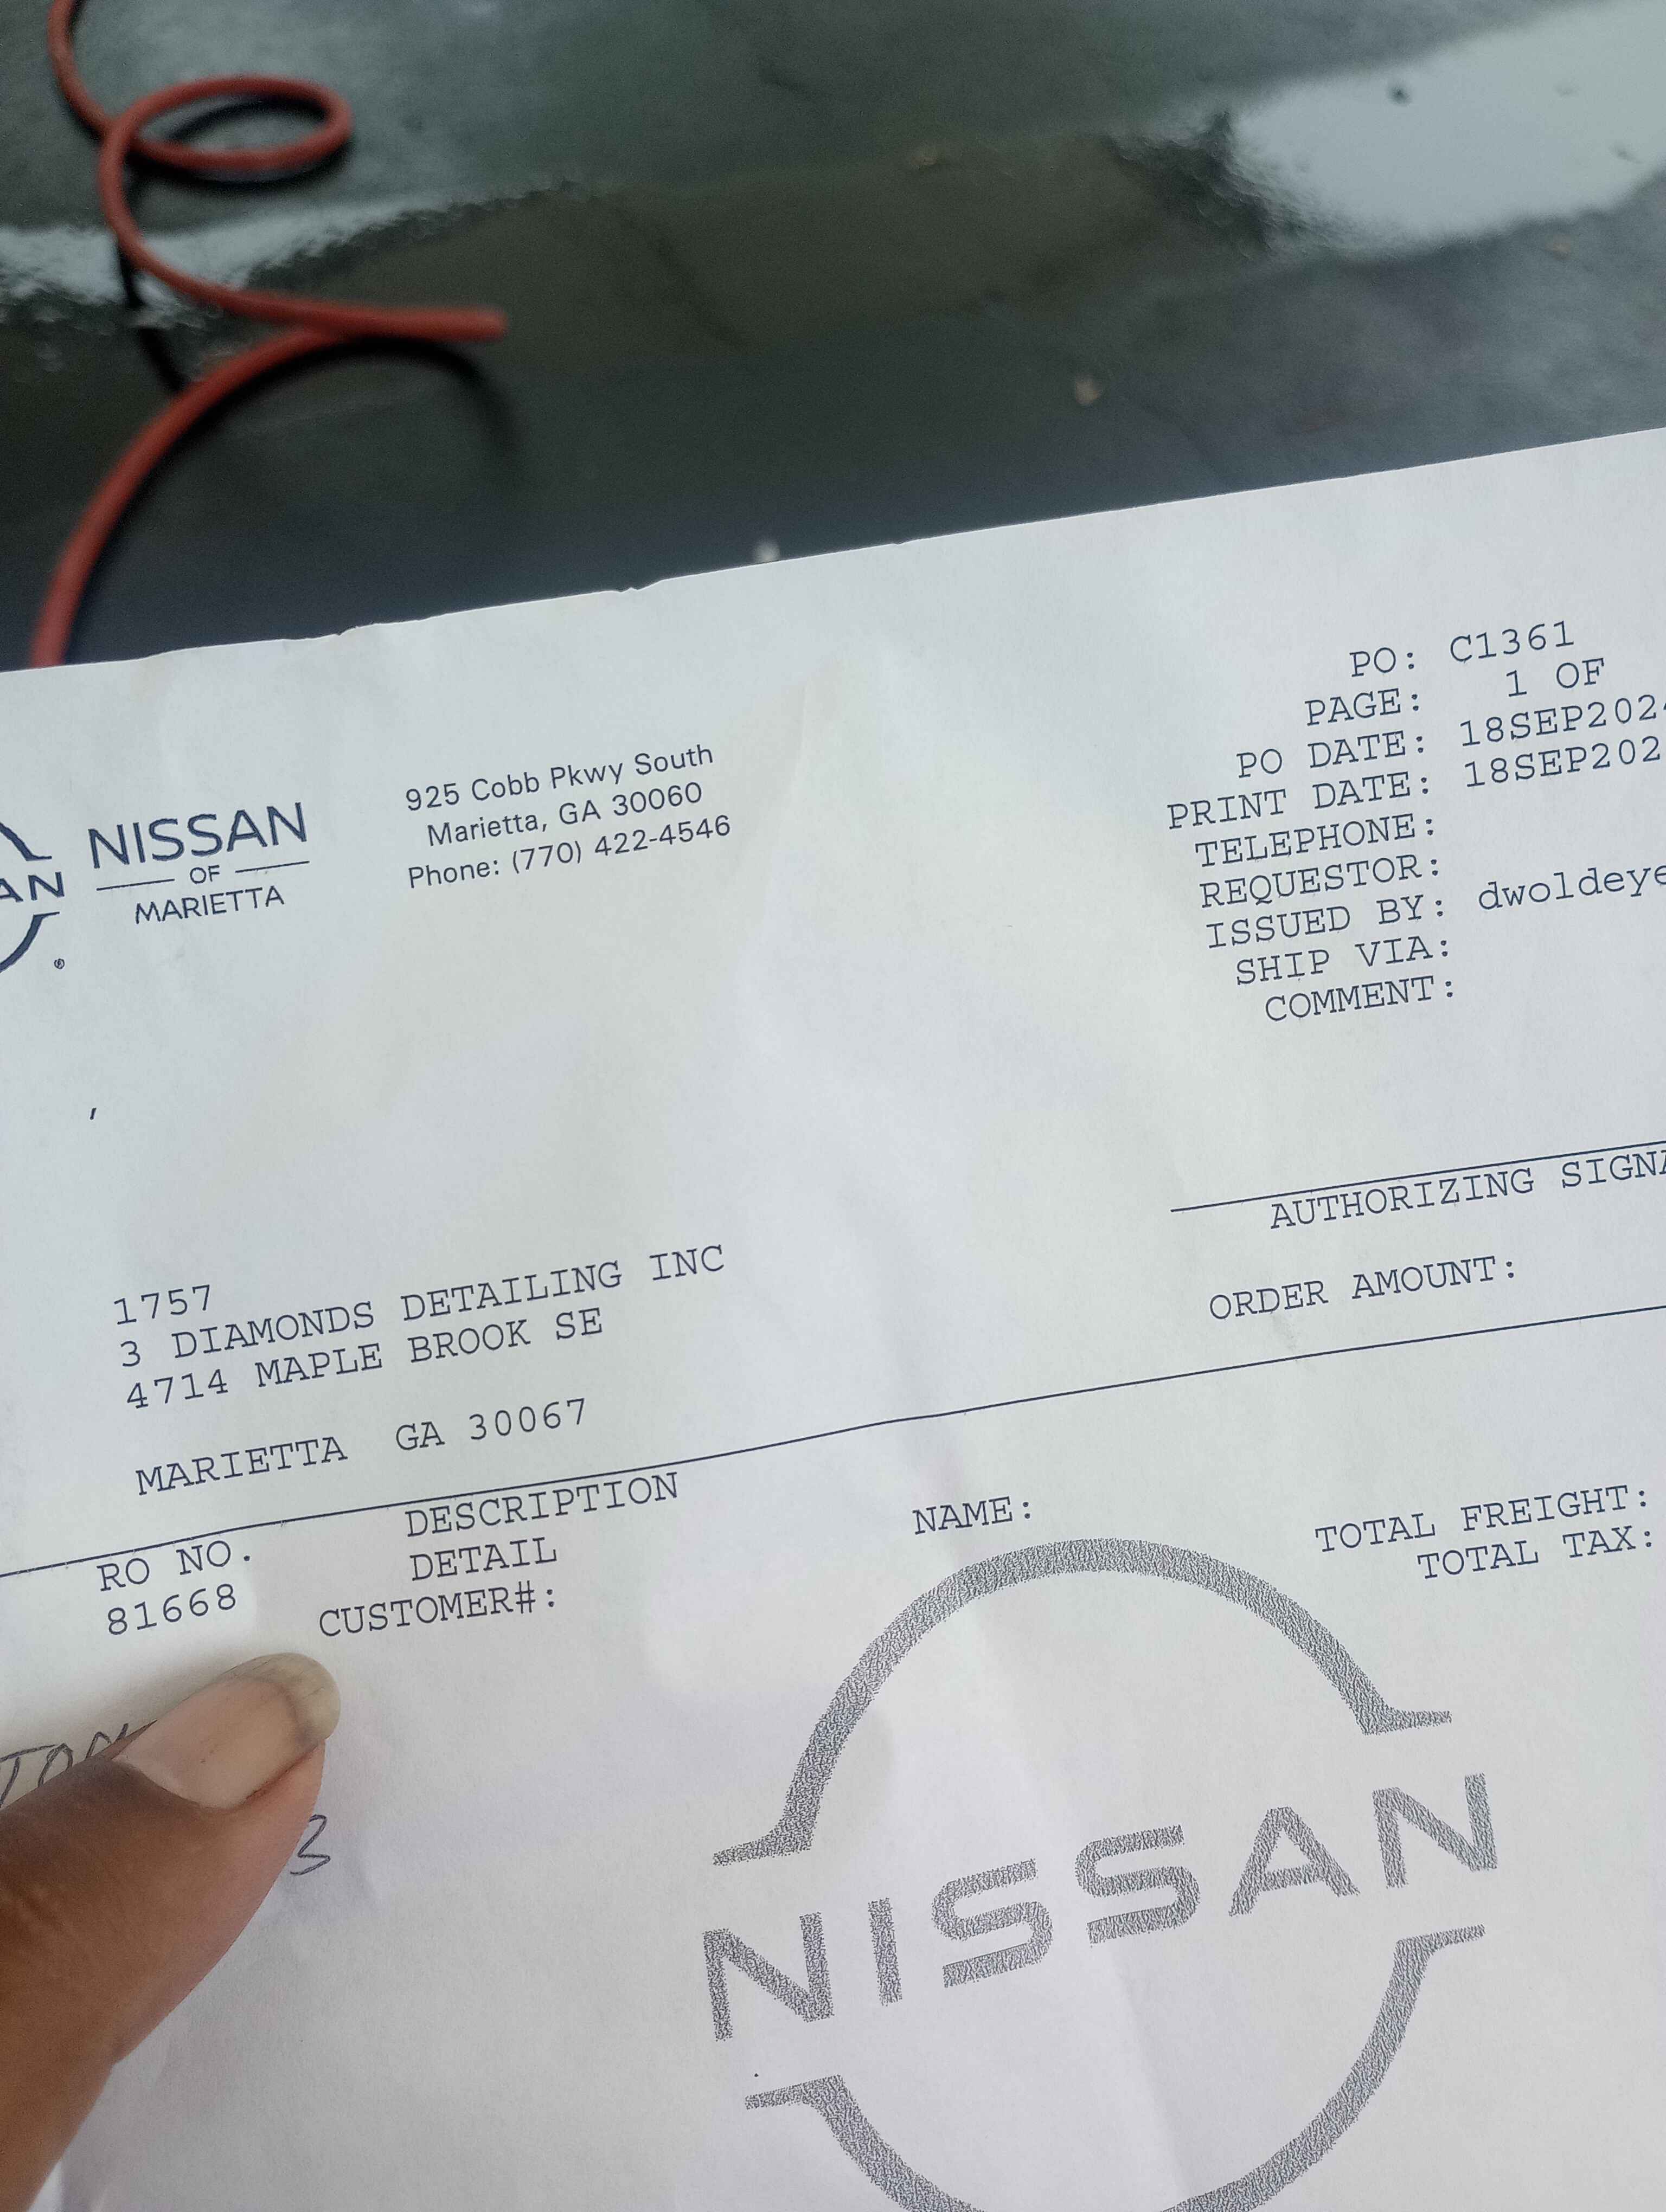 NISSAN
OF
MARIETTA
®
925 Cobb Pkwy South
Marietta, GA 30060
Phone: (770) 422-4546
PO: C1361
PAGE: 1 OF
PO DATE: 18SEP2024
PRINT DATE: 18SEP202
TELEPHONE:
REQUESTOR:
ISSUED BY: dwoldeye
SHIP VIA:
COMMENT:
AUTHORIZING
ORDER AMOUNT:
1757
3 DIAMONDS DETAILING INC
4714 MAPLE BROOK SE
MARIETTA GA 30067
RO NO. DESCRIPTION
81668 DETAIL
CUSTOMER#: NAME:
TOTAL FREIGHT:
TOTAL TAX:
3
NISSAN